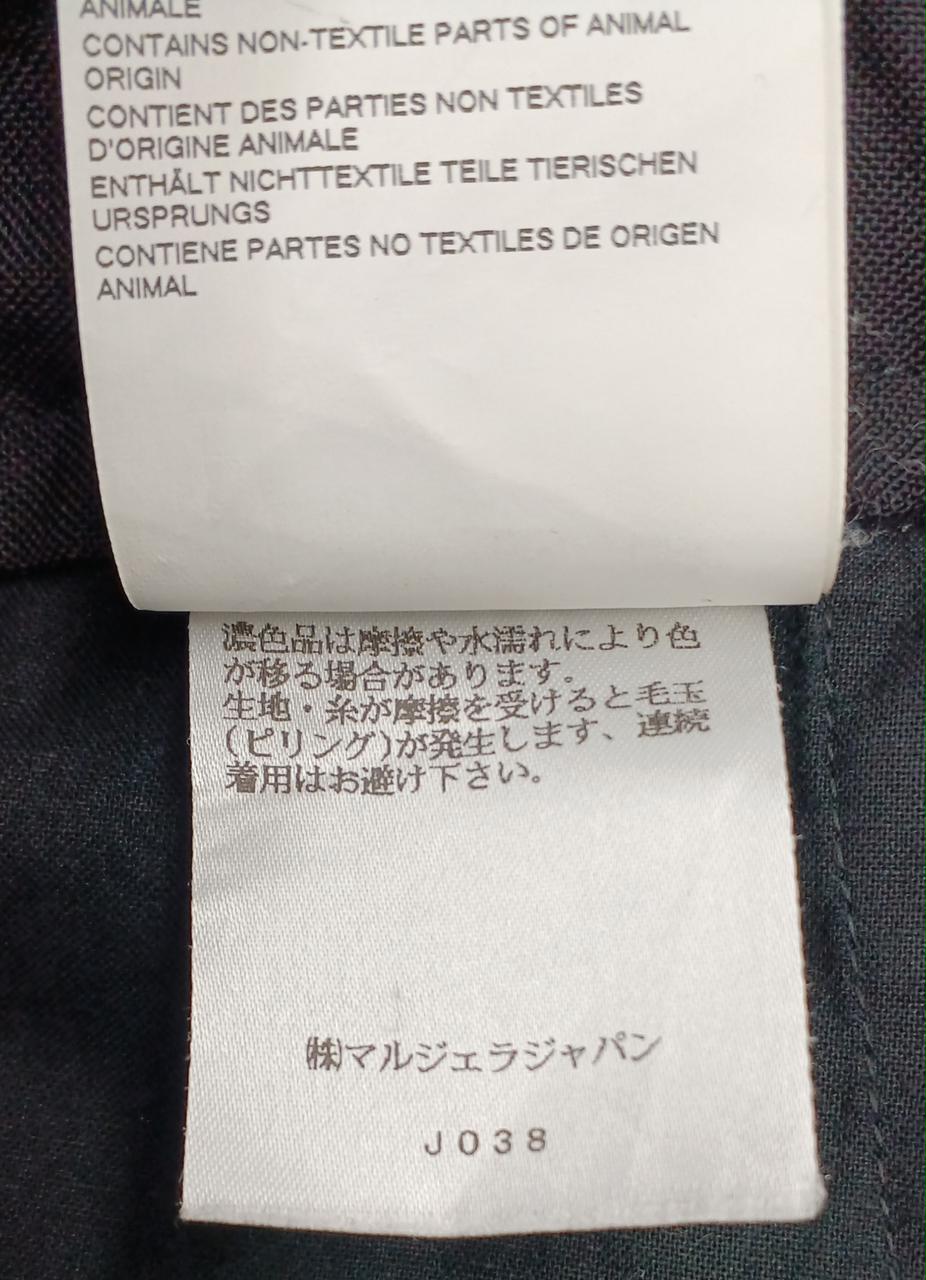 ANIMALE
CONTAINS NON-TEXTILE PARTS OF ANIMAL
ORIGIN
CONTIENT DES PARTIES NON TEXTILES
D'ORIGINE ANIMALE
ENTHÄLT NICHTTEXTILE TEILE TIERISCHEN
URSPRUNGS
CONTIENE PARTES NO TEXTILES DE ORIGEN
ANIMAL
濃色品は摩擦や水濡れにより色
が移る場合があります。
生地・糸が摩擦を受けると毛玉
(ピリング)が発生します、連続
着用はお避け下さい。
㈱マルジェラジャパン
J038